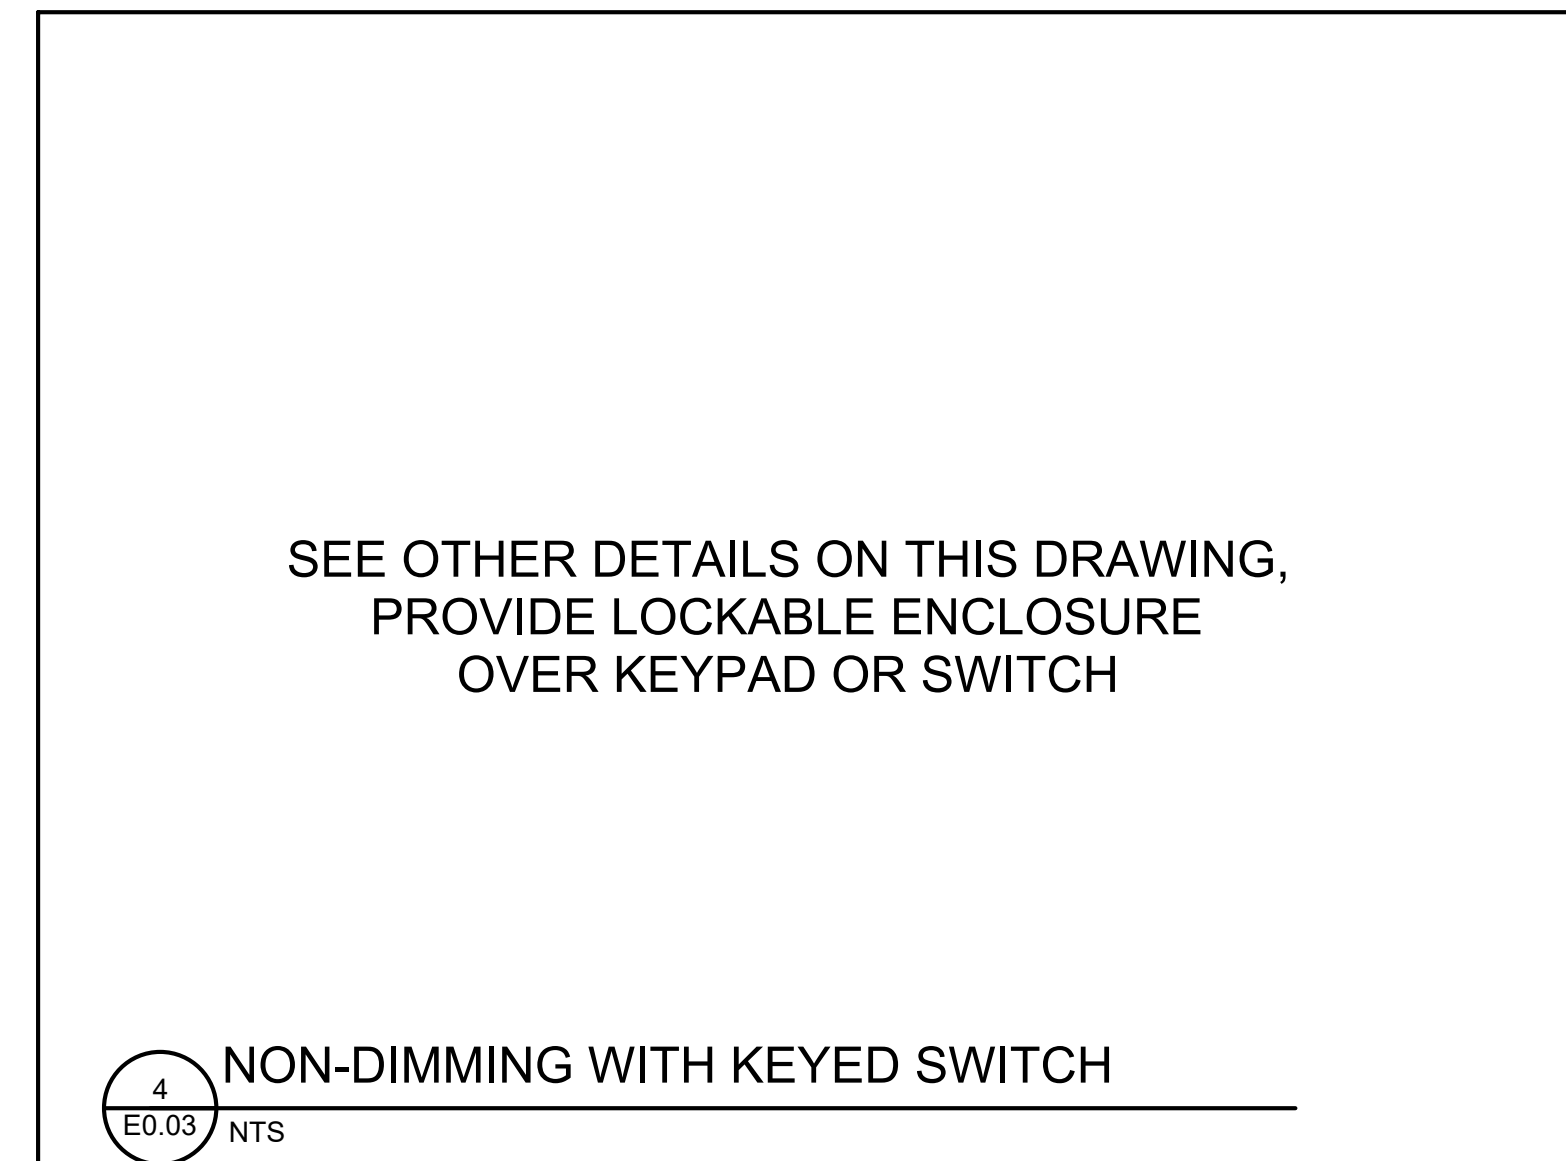 SEE OTHER DETAILS ON THIS DRAWING,
PROVIDE LOCKABLE ENCLOSURE
OVER KEYPAD OR SWITCH
NON-DIMMING WITH KEYED SWITCH
4
E0.03
NTS